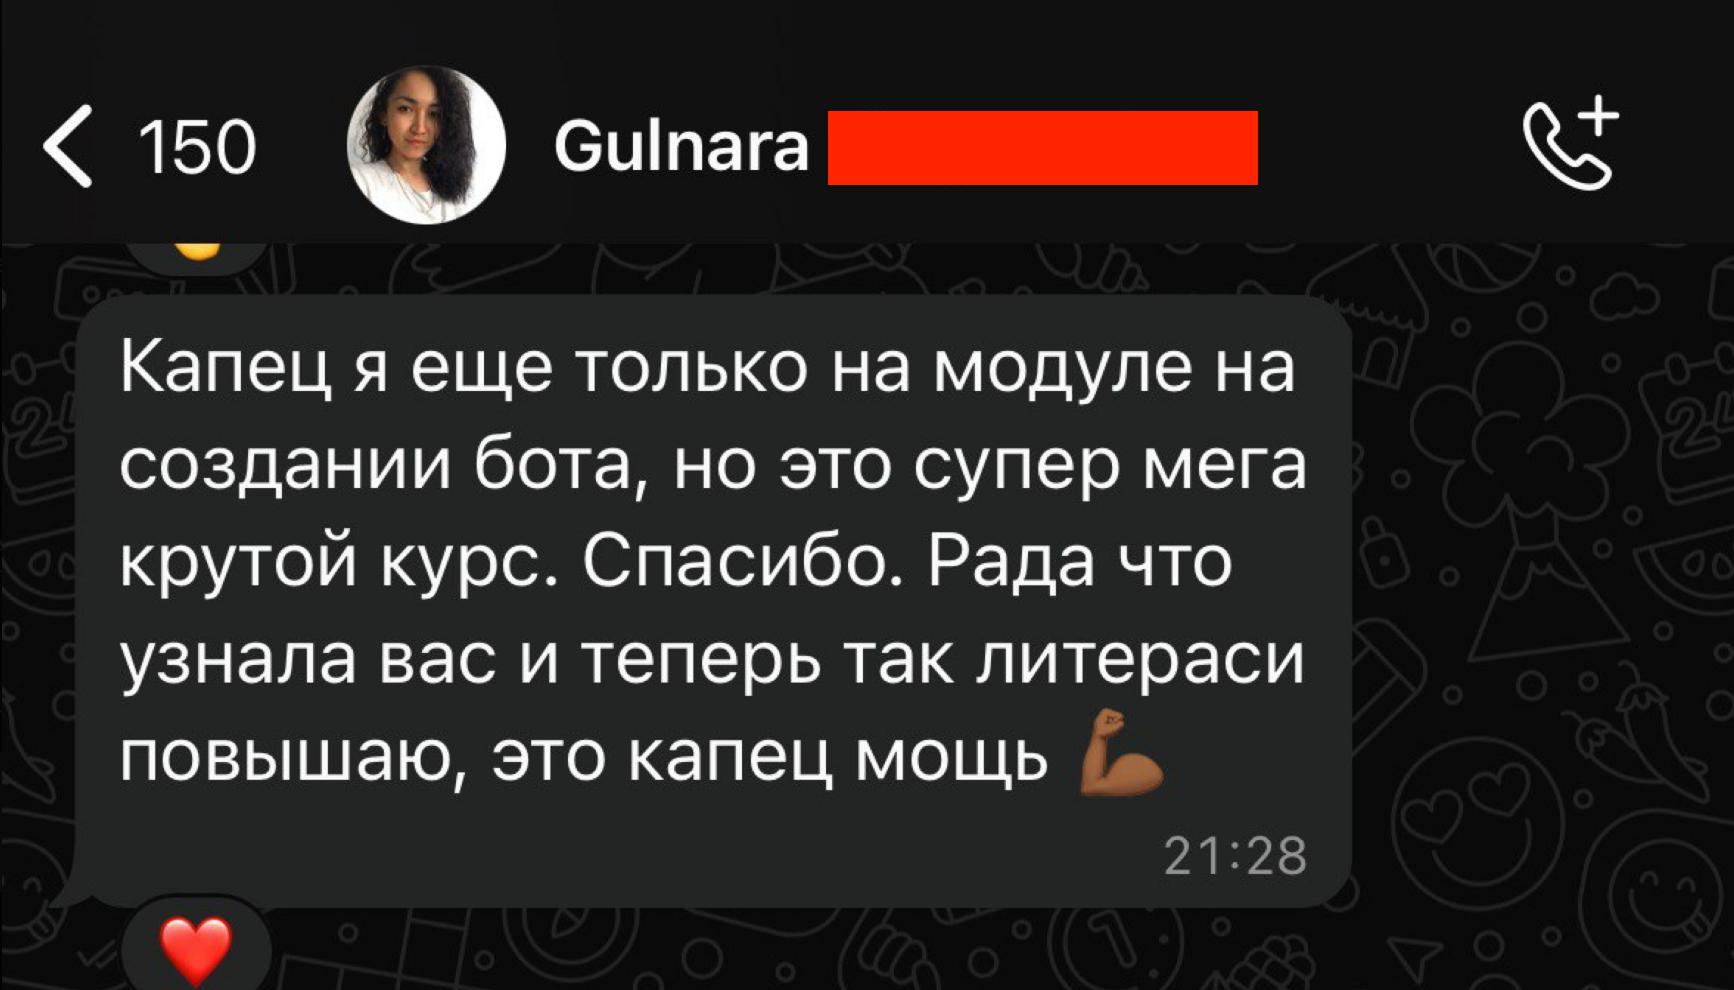 150 Gulnara
Капец я еще только на модуле на
создании бота, но это супер мега
крутой курс. Спасибо. Рада что
узнала вас и теперь так литераси
повышаю, это капец мощь 💪🏾
21:28